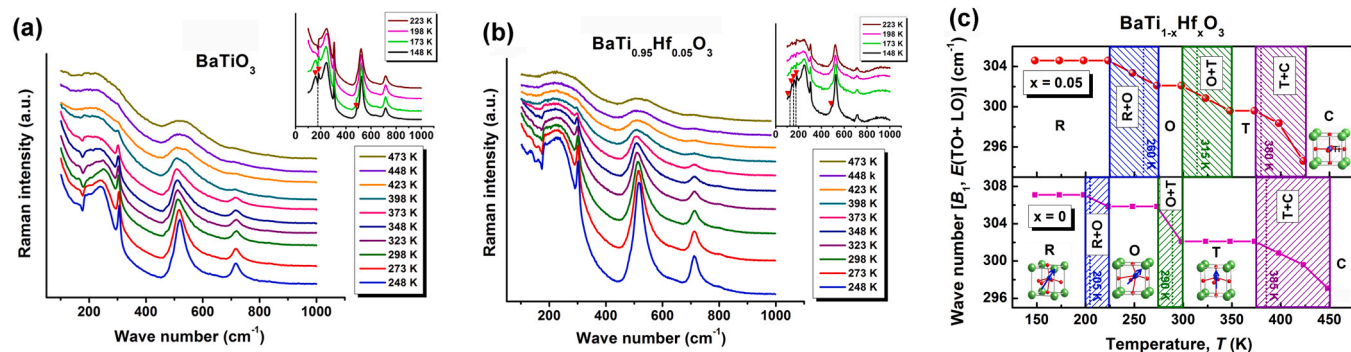 (a)
BaTiO3
Raman intensity (a.u.)
Wave number (cm-1)
200 400 600 800 1000
223 K
198 K
173 K
148 K
0 200 400 600 800 1000
473 K
448 K
423 K
398 K
373 K
348 K
323 K
298 K
273 K
248 K
(b)
BaTi0.95Hf0.05O3
Raman intensity (a.u.)
Wave number (cm-1)
200 400 600 800 1000
223 K
198 K
173 K
148 K
0 200 400 600 800 1000
473 K
448 k
423 K
398 K
373 K
348 K
323 K
298 K
273 K
248 K
(c)
BaTi1-xHfxO3
Wave number [B1, E(TO+ LO)] (cm-1)
304
300
296
x = 0.05
R
R+O
260 K
O
O+T
315
T
T+C
380 K
C
Ti
308
304
300
296
x = 0
R
R+O
205 K
O
O+T
290 K
T
T+C
385 K
C
150 200 250 300 350 400 450
Temperature, T (K)